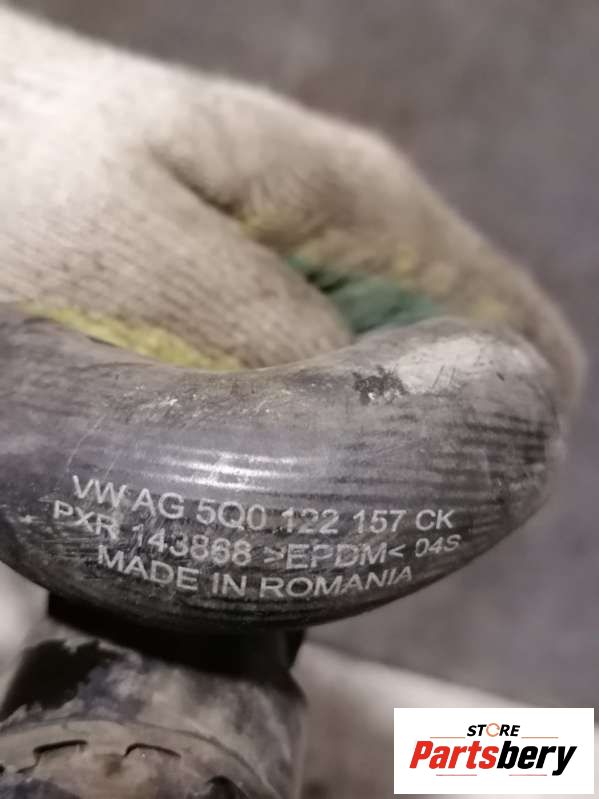 VW AG 5Q0 122 157 CK
PXR 143868 >EPDM< 04S
MADE IN ROMANIA
STORE
Partsbery